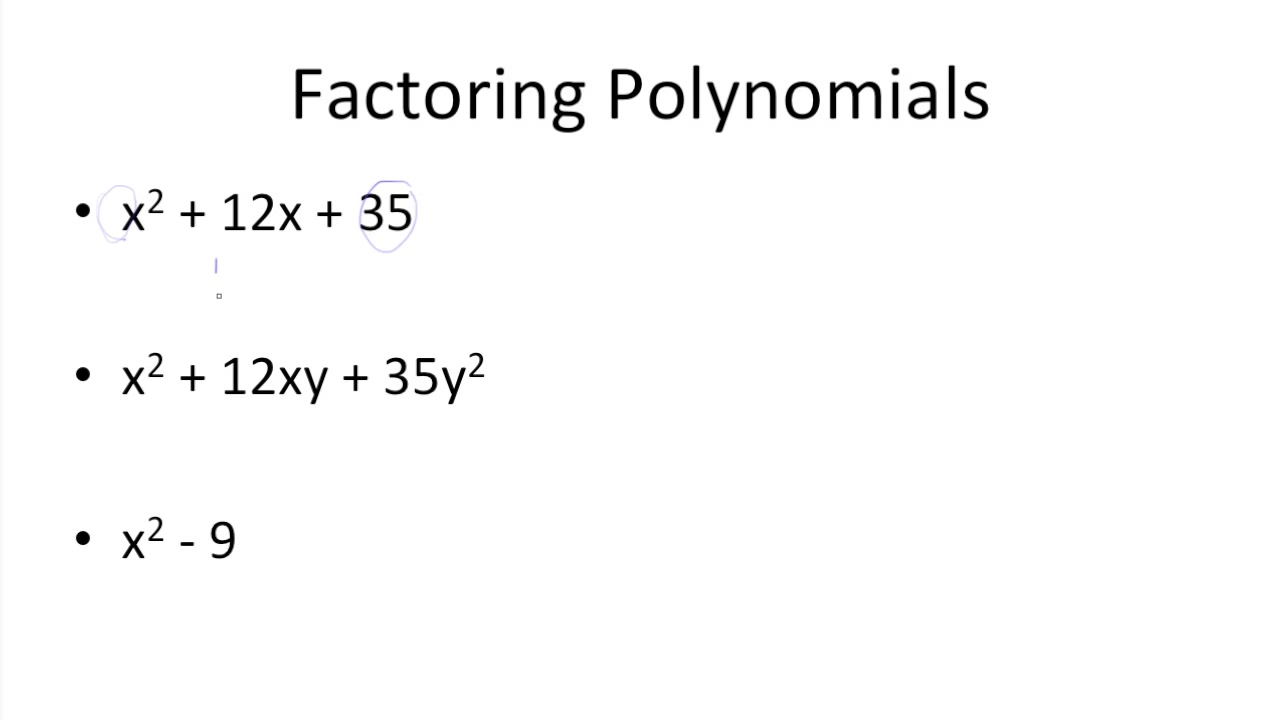 Factoring Polynomials
• x² + 12x + 35
• x² + 12xy + 35y²
• x² - 9